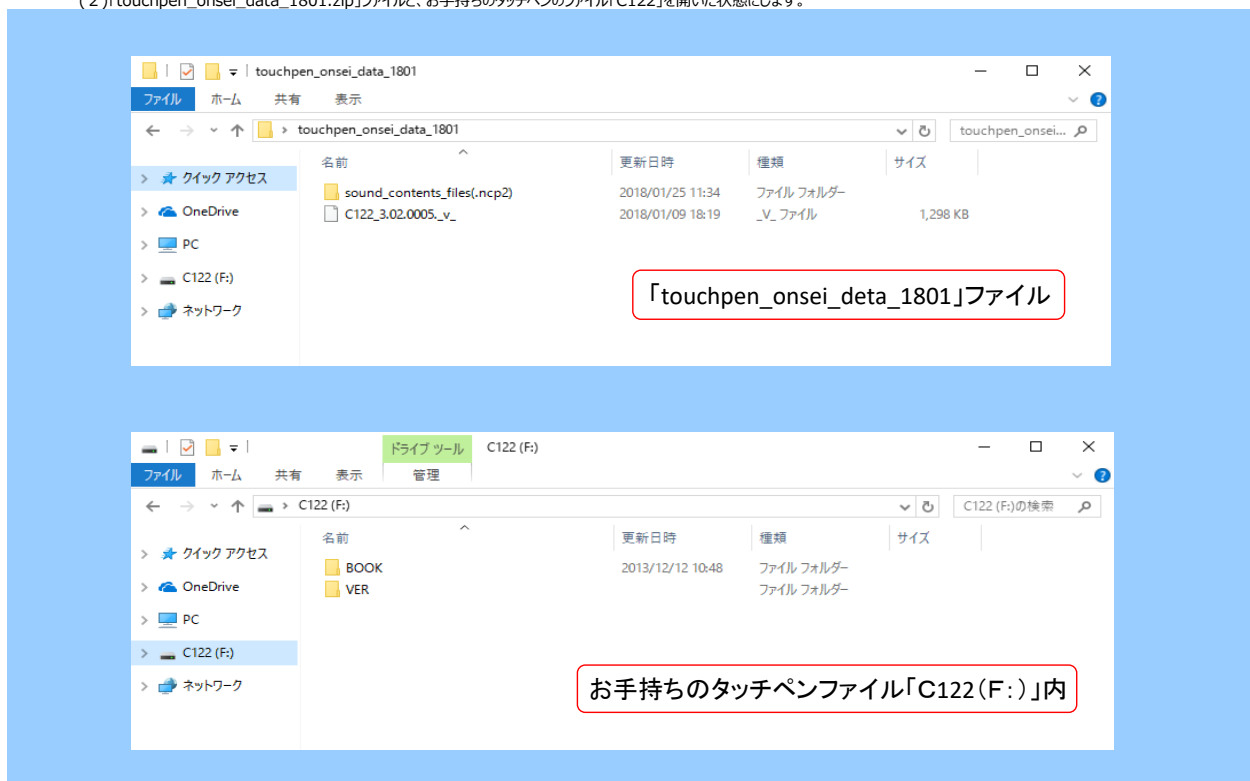 (２)「touchpen_onsei_data_1801.zip」ファイルと、お手持ちのタッチペンのファイル「C122」を開いた状態にします。
touchpen_onsei_data_1801
ファイル ホーム 共有 表示
touchpen_onsei_data_1801 touchpen_onsei...
名前 更新日時 種類 サイズ
クイック アクセス
sound_contents_files(.ncp2) 2018/01/25 11:34 ファイル フォルダー
OneDrive
C122_3.02.0005._v_ 2018/01/09 18:19 _V_ ファイル 1,298 KB
PC
C122 (F:)
「touchpen_onsei_deta_1801」ファイル
ネットワーク
ドライブ ツール C122 (F:)
ファイル ホーム 共有 表示 管理
C122 (F:) C122 (F:)の検索
名前 更新日時 種類 サイズ
クイック アクセス
BOOK 2013/12/12 10:48 ファイル フォルダー
OneDrive
VER ファイル フォルダー
PC
C122 (F:)
ネットワーク
お手持ちのタッチペンファイル「C122（F：）」内